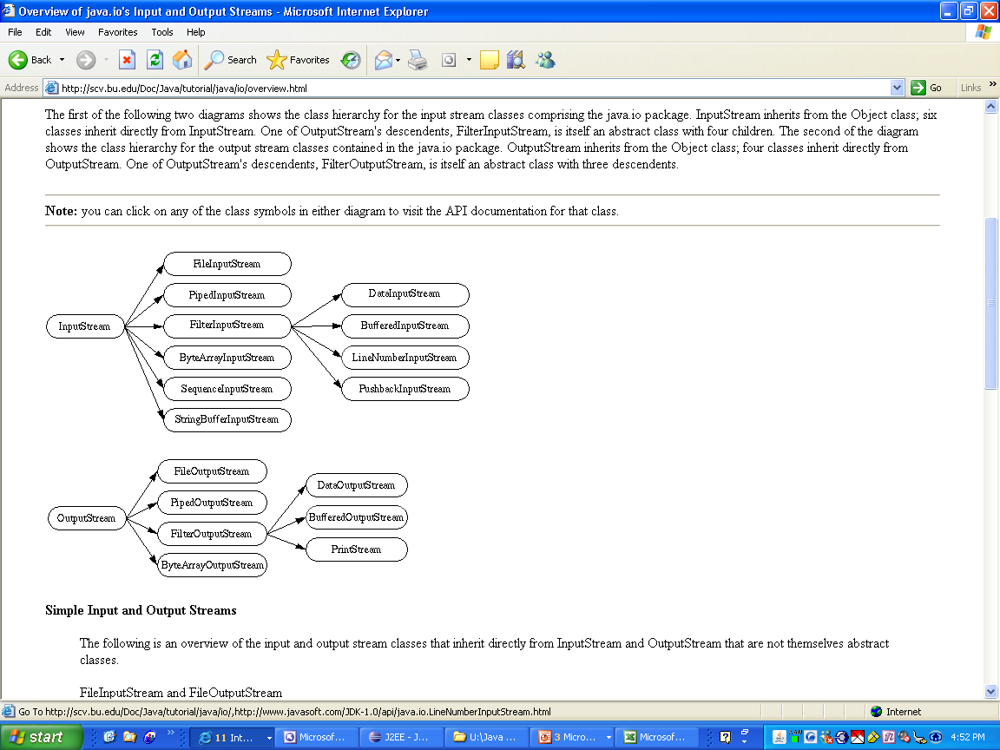 Overview of java.io's Input and Output Streams - Microsoft Internet Explorer
File Edit View Favorites Tools Help
Back Search Favorites
Address http://scv.bu.edu/Doc/Java/tutorial/java/io/overview.html Go Links »
The first of the following two diagrams shows the class hierarchy for the input stream classes comprising the java.io package. InputStream inherits from the Object class; six
classes inherit directly from InputStream. One of OutputStream's descendents, FilterInputStream, is itself an abstract class with four children. The second of the diagram
shows the class hierarchy for the output stream classes contained in the java.io package. OutputStream inherits from the Object class; four classes inherit directly from
OutputStream. One of OutputStream's descendents, FilterOutputStream, is itself an abstract class with three descendents.
Note: you can click on any of the class symbols in either diagram to visit the API documentation for that class.
InputStream
FileInputStream
PipedInputStream
FilterInputStream
ByteArrayInputStream
SequenceInputStream
StringBufferInputStream
DataInputStream
BufferedInputStream
LineNumberInputStream
PushbackInputStream
OutputStream
FileOutputStream
PipedOutputStream
FilterOutputStream
ByteArrayOutputStream
DataOutputStream
BufferedOutputStream
PrintStream
Simple Input and Output Streams
The following is an overview of the input and output stream classes that inherit directly from InputStream and OutputStream that are not themselves abstract
classes.
FileInputStream and FileOutputStream
Go To http://scv.bu.edu/Doc/Java/tutorial/java/io/,http://www.javasoft.com/JDK-1.0/api/java.io.LineNumberInputStream.html Internet
start » 11 Int... Microsof... J2EE - J... U:\Java ... 3 Micro... Microsof... 4:52 PM